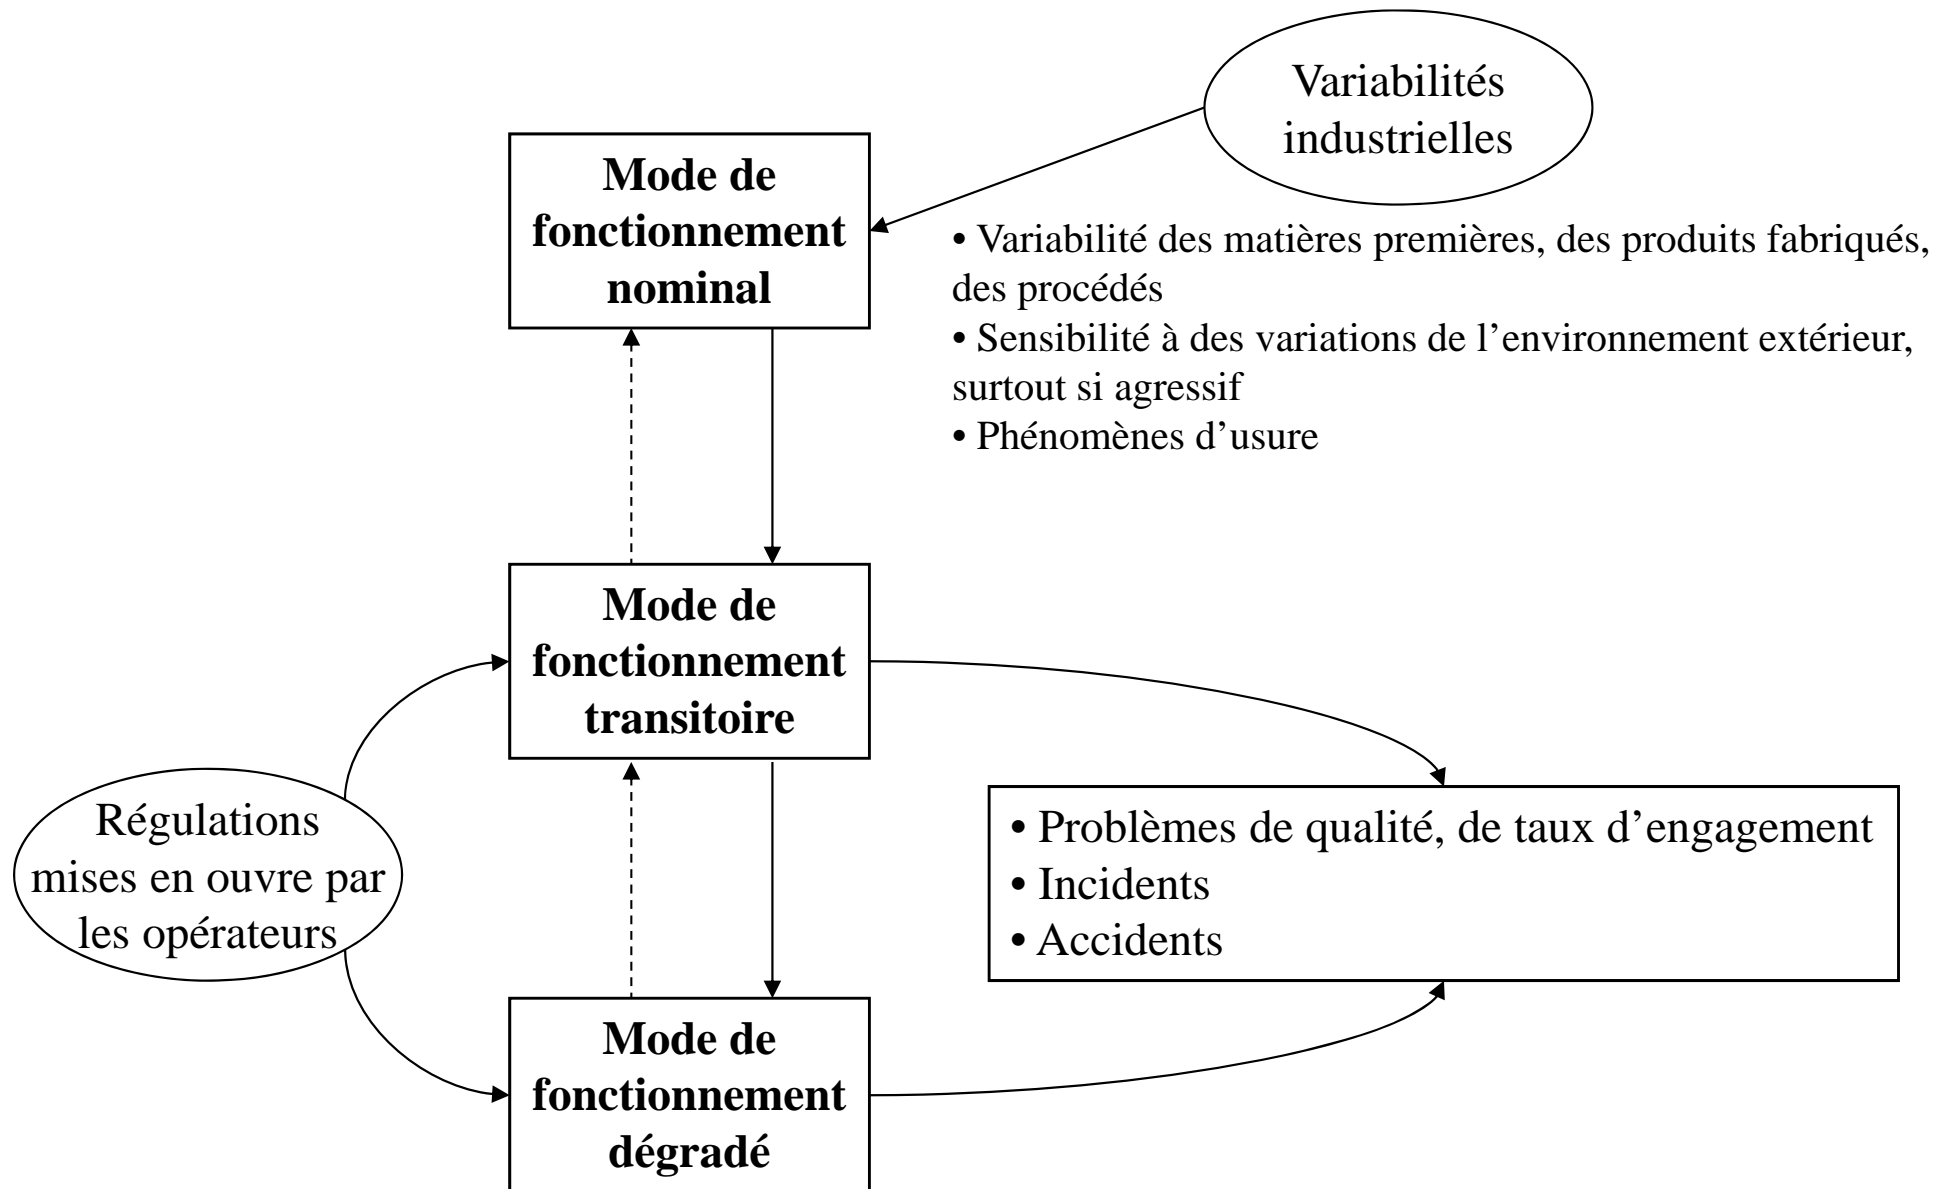 Variabilités
industrielles
Mode de
fonctionnement
nominal
• Variabilité des matières premières, des produits fabriqués,
des procédés
• Sensibilité à des variations de l’environnement extérieur,
surtout si agressif
• Phénomènes d’usure
Mode de
fonctionnement
transitoire
Régulations
mises en ouvre par
les opérateurs
• Problèmes de qualité, de taux d’engagement
• Incidents
• Accidents
Mode de
fonctionnement
dégradé